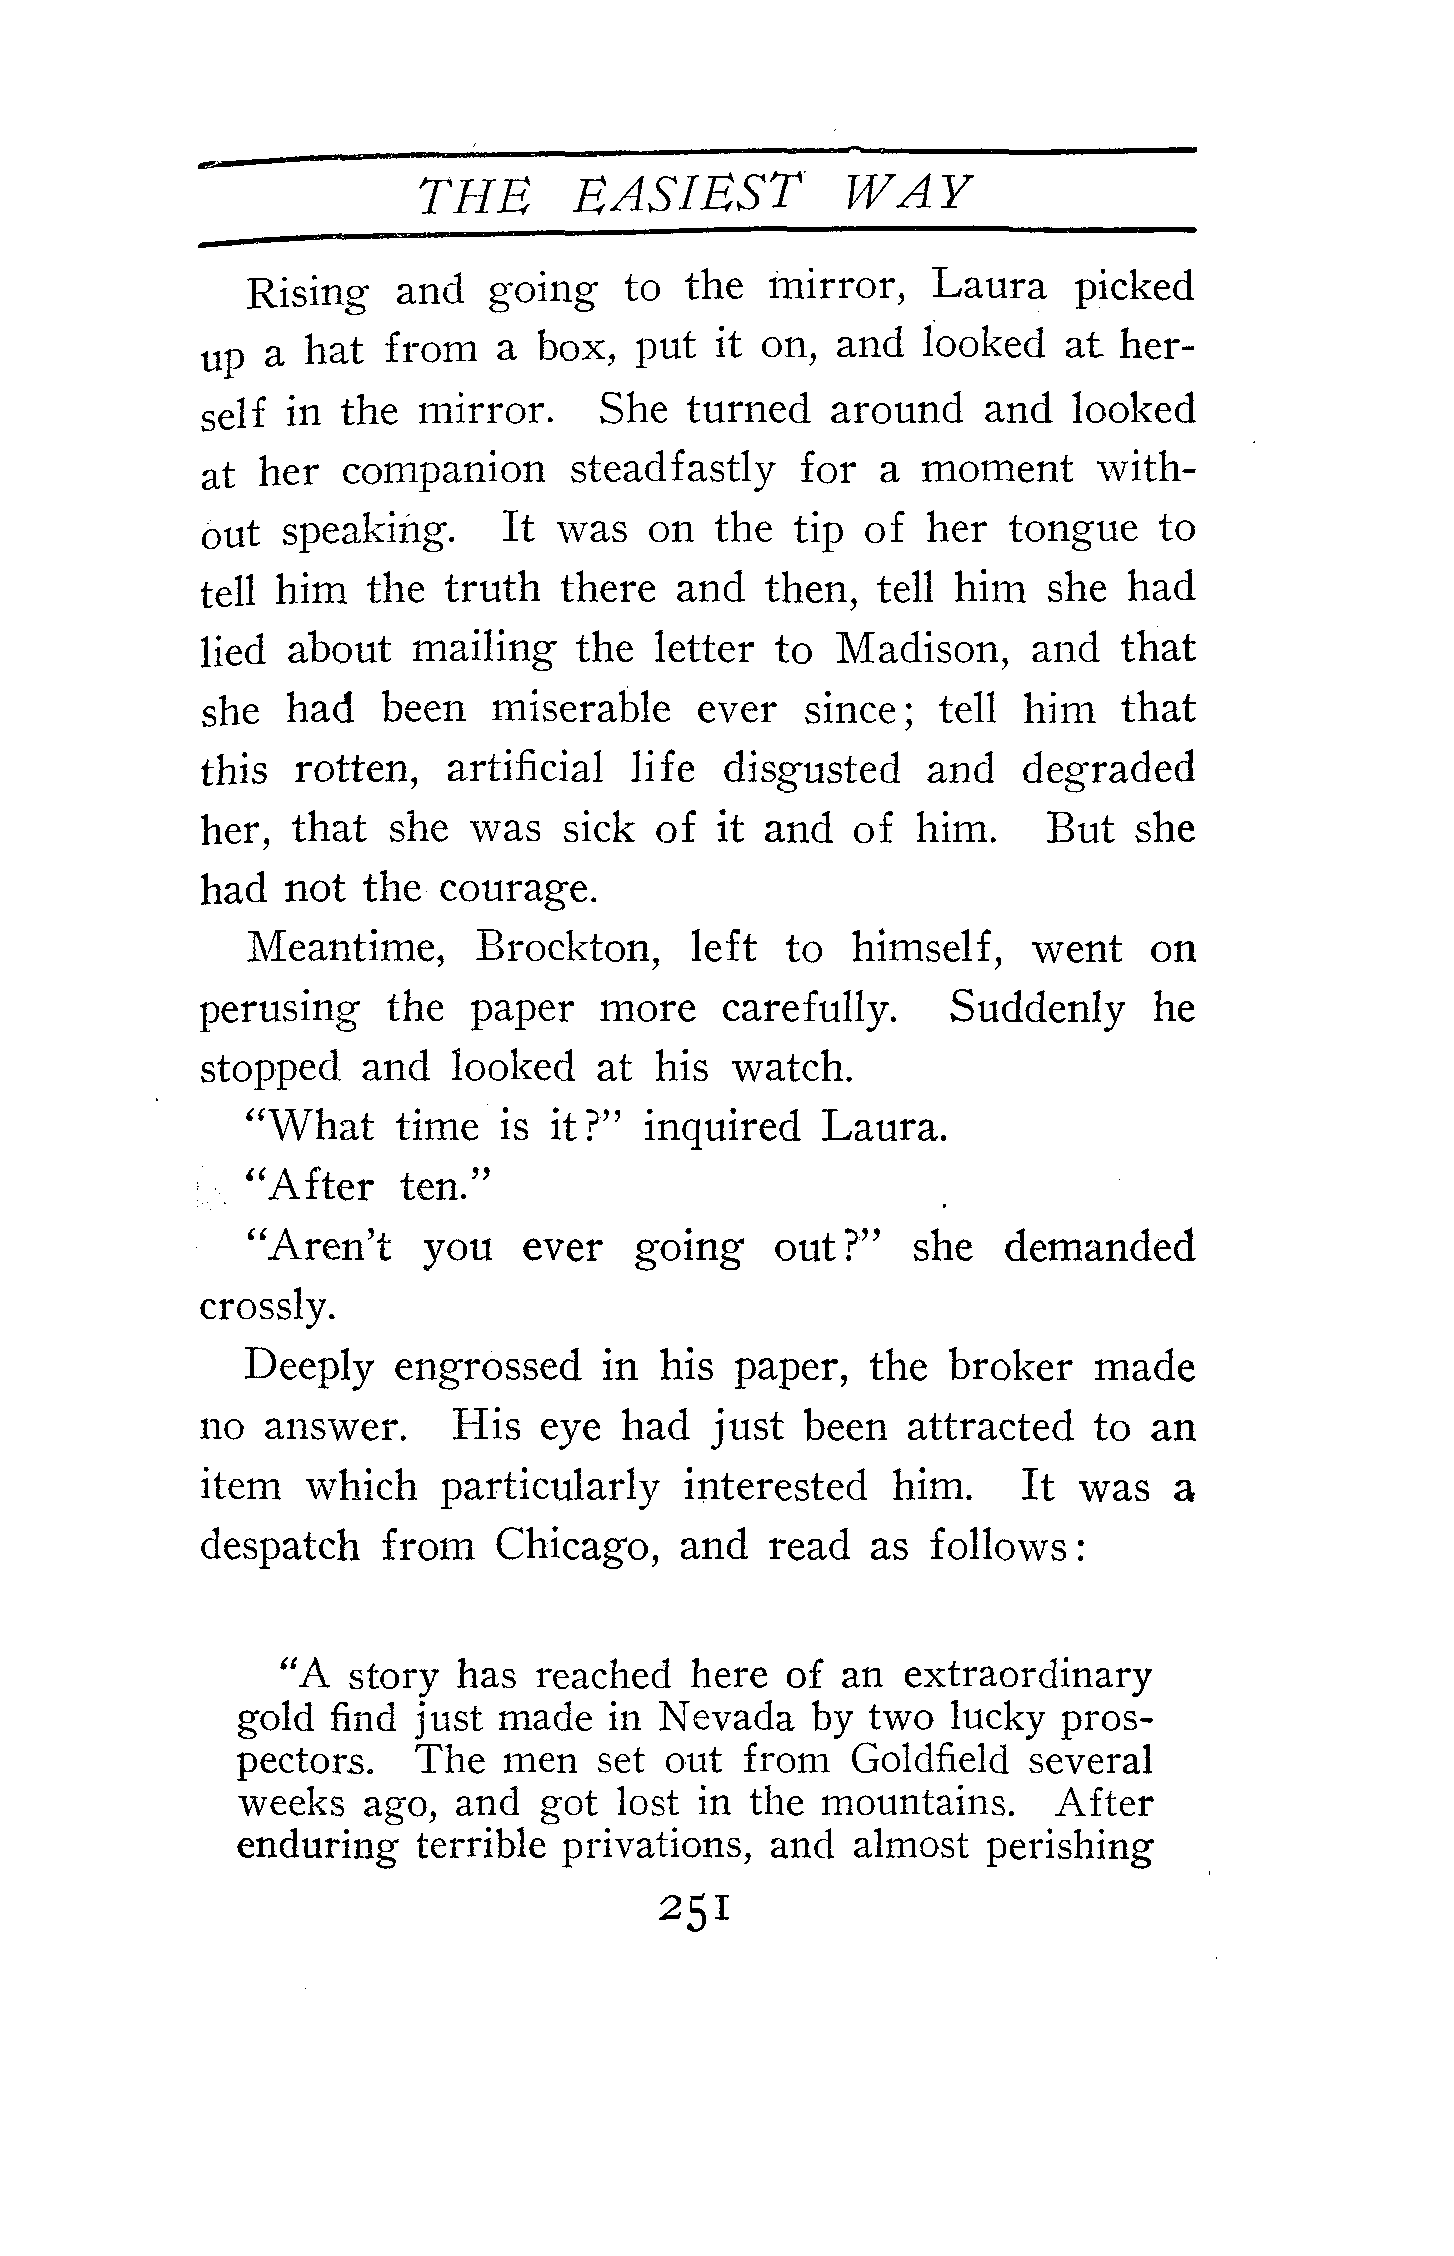 THE EASIEST WAY
Rising and going to the mirror, Laura picked
up a hat from a box, put it on, and looked at her-
self in the mirror. She turned around and looked
at her companion steadfastly for a moment with-
out speaking. It was on the tip of her tongue to
tell him the truth there and then, tell him she had
lied about mailing the letter to Madison, and that
she had been miserable ever since; tell him that
this rotten, artificial life disgusted and degraded
her, that she was sick of it and of him. But she
had not the courage.
Meantime, Brockton, left to himself, went on
perusing the paper more carefully. Suddenly he
stopped and looked at his watch.
"What time is it?" inquired Laura.
"After ten."
"Aren't you ever going out?" she demanded
crossly.
Deeply engrossed in his paper, the broker made
no answer. His eye had just been attracted to an
item which particularly interested him. It was a
despatch from Chicago, and read as follows:
"A story has reached here of an extraordinary
gold find just made in Nevada by two lucky pros-
pectors. The men set out from Goldfield several
weeks ago, and got lost in the mountains. After
enduring terrible privations, and almost perishing
251